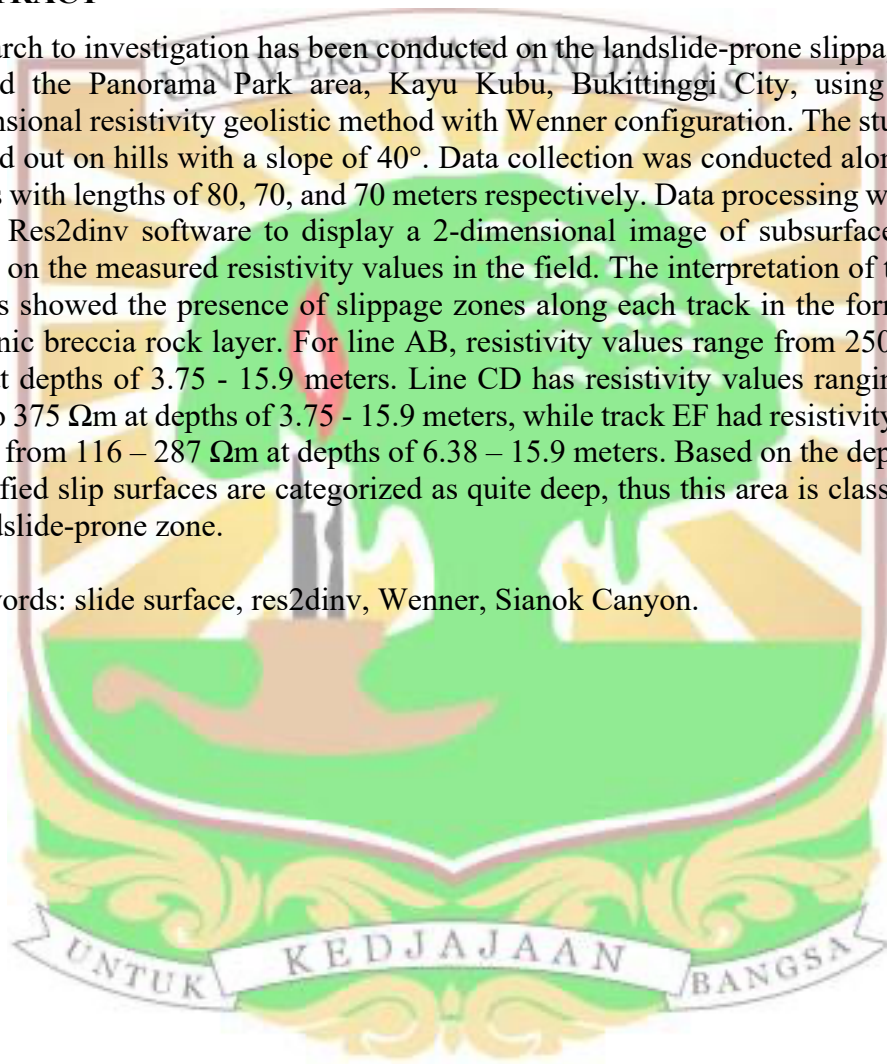 TRACT
arch to investigation has been conducted on the landslide-prone slippa
d the Panorama Park area, Kayu Kubu, Bukittinggi City, using
nsional resistivity geolistic method with Wenner configuration. The stu
d out on hills with a slope of 40°. Data collection was conducted alon
s with lengths of 80, 70, and 70 meters respectively. Data processing w
Res2dinv software to display a 2-dimensional image of subsurface
on the measured resistivity values in the field. The interpretation of t
s showed the presence of slippage zones along each track in the for
nic breccia rock layer. For line AB, resistivity values range from 250
t depths of 3.75 - 15.9 meters. Line CD has resistivity values rangin
o 375 Ωm at depths of 3.75 - 15.9 meters, while track EF had resistivity
from 116 – 287 Ωm at depths of 6.38 – 15.9 meters. Based on the dep
fied slip surfaces are categorized as quite deep, thus this area is class
dslide-prone zone.
ords: slide surface, res2dinv, Wenner, Sianok Canyon.
UNIVERSITAS ANDALAS
UNTUK KEDJAJAAN BANGSA